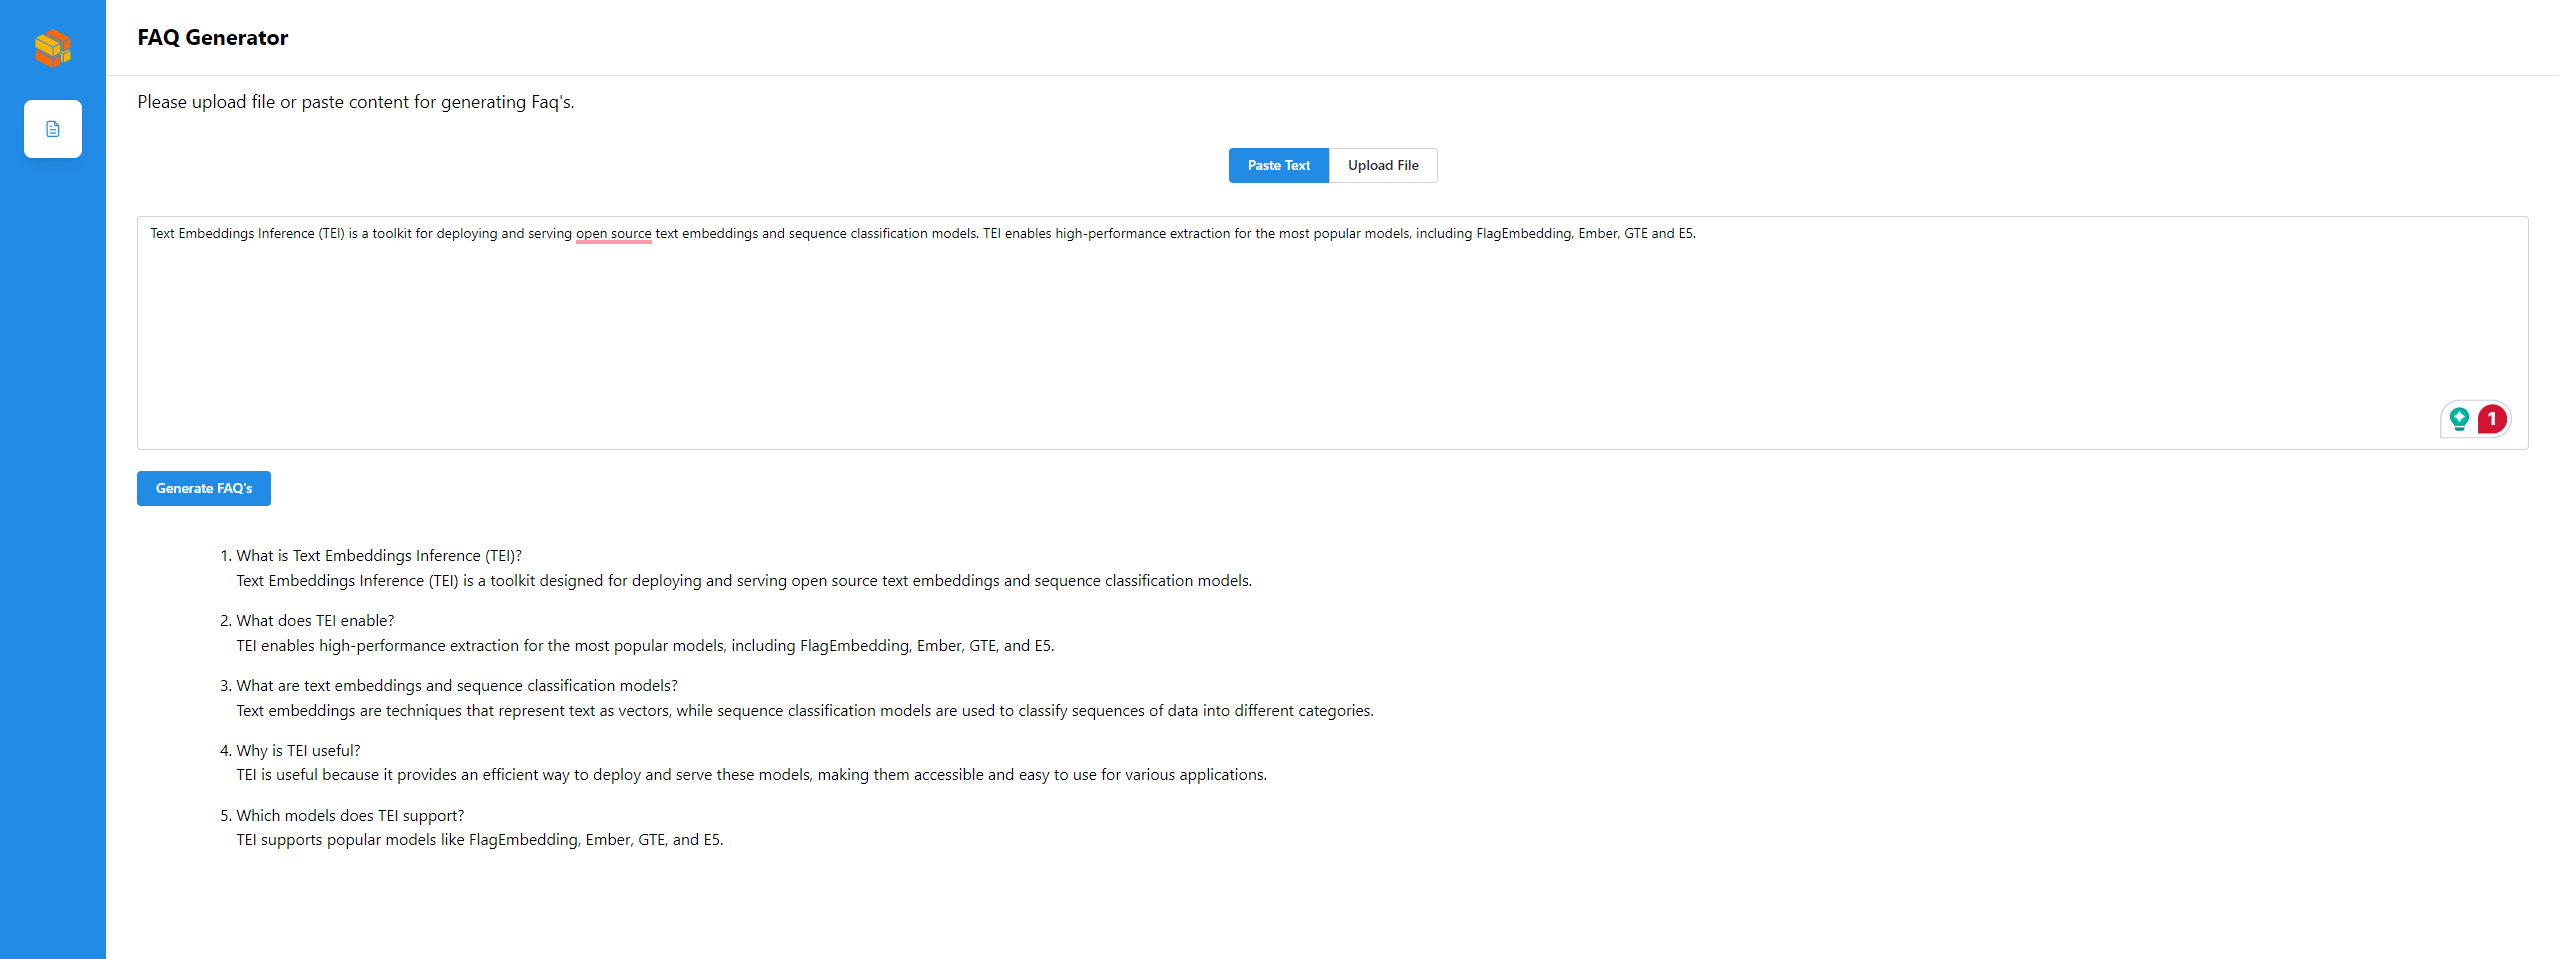 FAQ Generator
Please upload file or paste content for generating Faq's.
Paste Text Upload File
Text Embeddings Inference (TEI) is a toolkit for deploying and serving open source text embeddings and sequence classification models. TEI enables high-performance extraction for the most popular models, including FlagEmbedding, Ember, GTE and E5.
1
Generate FAQ's
1. What is Text Embeddings Inference (TEI)?
Text Embeddings Inference (TEI) is a toolkit designed for deploying and serving open source text embeddings and sequence classification models.
2. What does TEI enable?
TEI enables high-performance extraction for the most popular models, including FlagEmbedding, Ember, GTE, and E5.
3. What are text embeddings and sequence classification models?
Text embeddings are techniques that represent text as vectors, while sequence classification models are used to classify sequences of data into different categories.
4. Why is TEI useful?
TEI is useful because it provides an efficient way to deploy and serve these models, making them accessible and easy to use for various applications.
5. Which models does TEI support?
TEI supports popular models like FlagEmbedding, Ember, GTE, and E5.